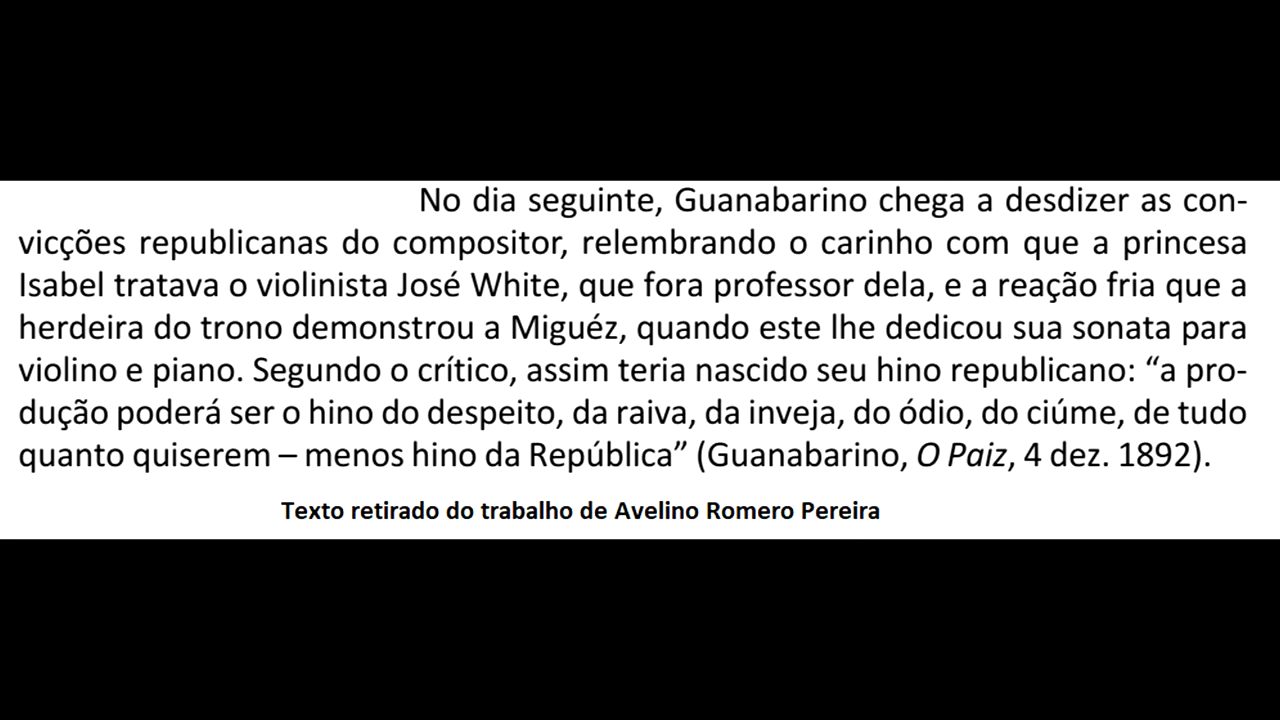 No dia seguinte, Guanabarino chega a desdizer as con-
vicções republicanas do compositor, relembrando o carinho com que a princesa
Isabel tratava o violinista José White, que fora professor dela, e a reação fria que a
herdeira do trono demonstrou a Miguéz, quando este lhe dedicou sua sonata para
violino e piano. Segundo o crítico, assim teria nascido seu hino republicano: “a pro-
dução poderá ser o hino do despeito, da raiva, da inveja, do ódio, do ciúme, de tudo
quanto quiserem – menos hino da República” (Guanabarino, O Paiz, 4 dez. 1892).
Texto retirado do trabalho de Avelino Romero Pereira